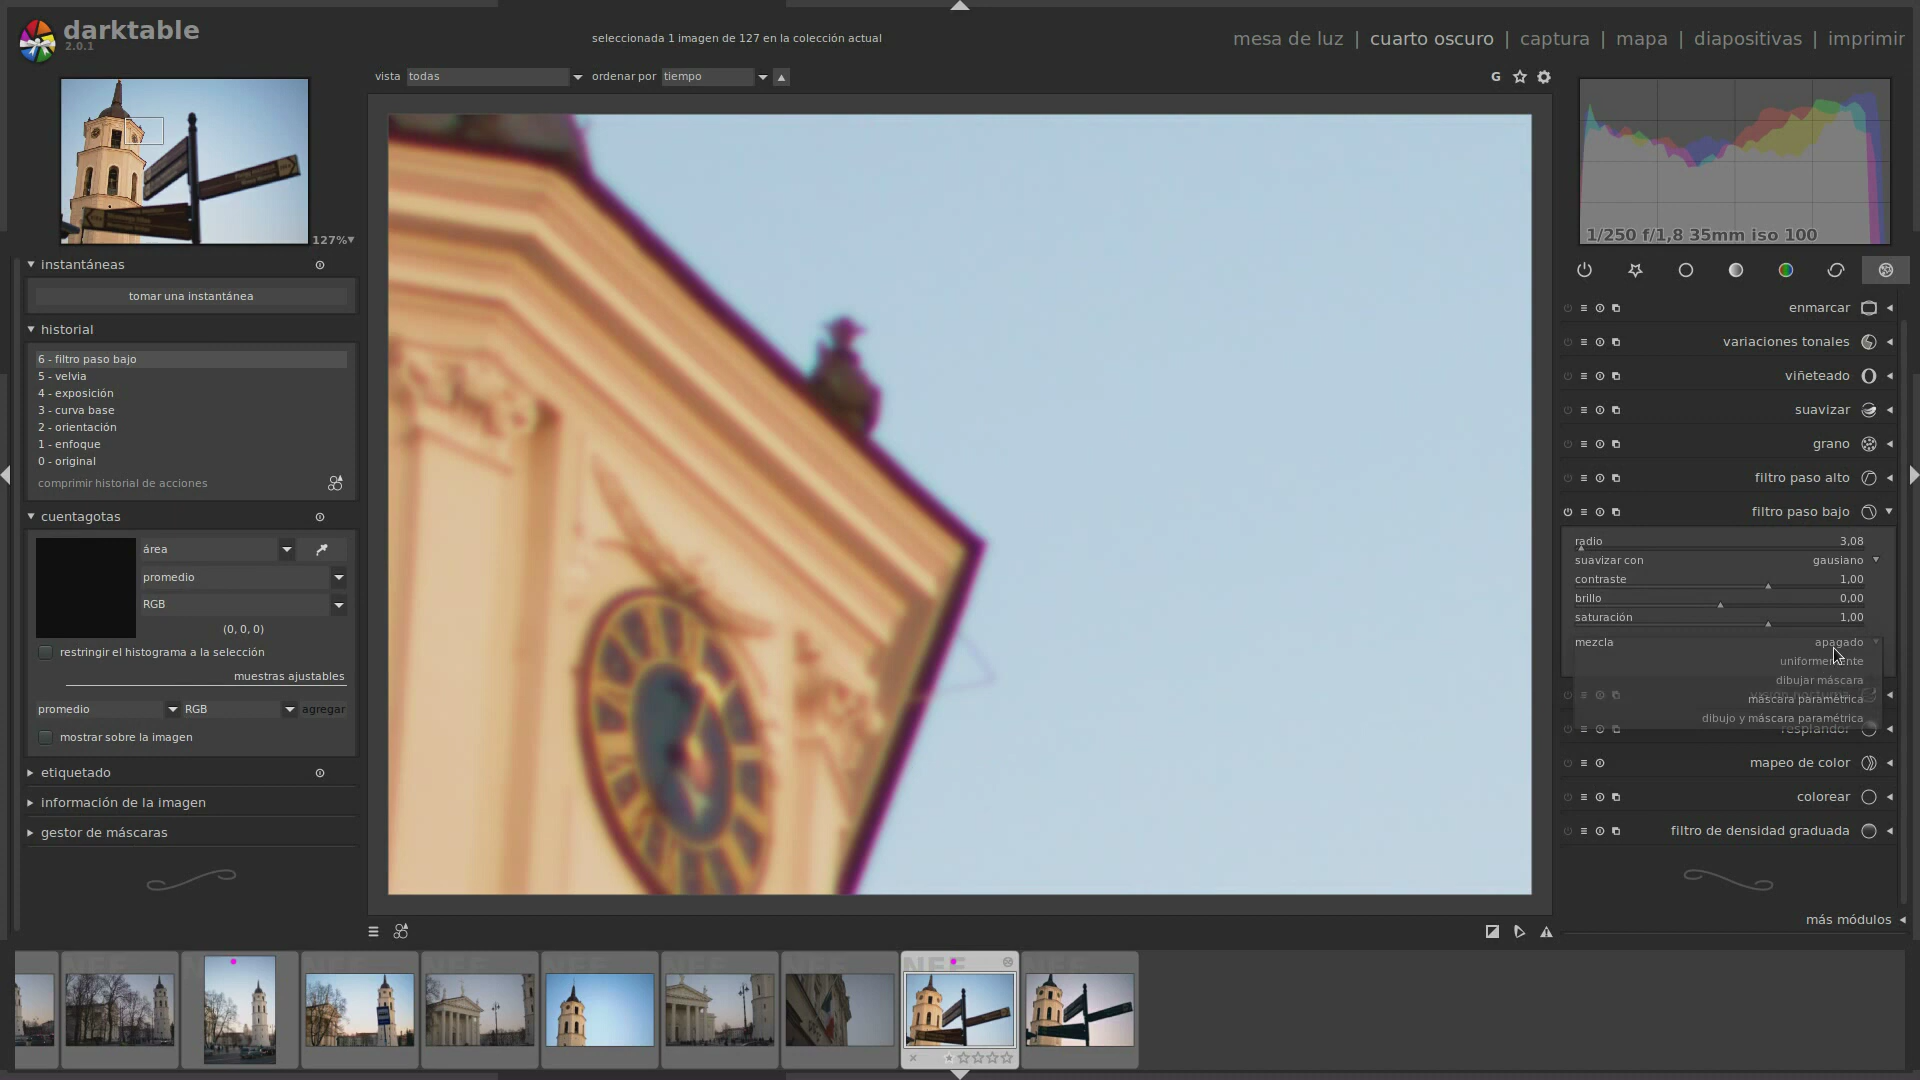 darktable
2.0.1
seleccionada 1 imagen de 127 en la colección actual
mesa de luz | cuarto oscuro | captura | mapa | diapositivas | imprimir
vista todas ordenar por tiempo
G
127%
1/250 f/1,8 35mm iso 100
instantáneas
tomar una instantánea
historial
6 - filtro paso bajo
5 - velvia
4 - exposición
3 - curva base
2 - orientación
1 - enfoque
0 - original
comprimir historial de acciones
cuentagotas
área
promedio
RGB
(0, 0, 0)
restringir el histograma a la selección
muestras ajustables
promedio RGB agregar
mostrar sobre la imagen
etiquetado
información de la imagen
gestor de máscaras
enmarcar
variaciones tonales
viñeteado
suavizar
grano
filtro paso alto
filtro paso bajo
radio 3,08
suavizar con gausiano
contraste 1,00
brillo 0,00
saturación 1,00
mezcla apagado
uniformemente
dibujar máscara
máscara paramétrica
dibujo y máscara paramétrica
resplandor
mapeo de color
colorear
filtro de densidad graduada
más módulos
NEF